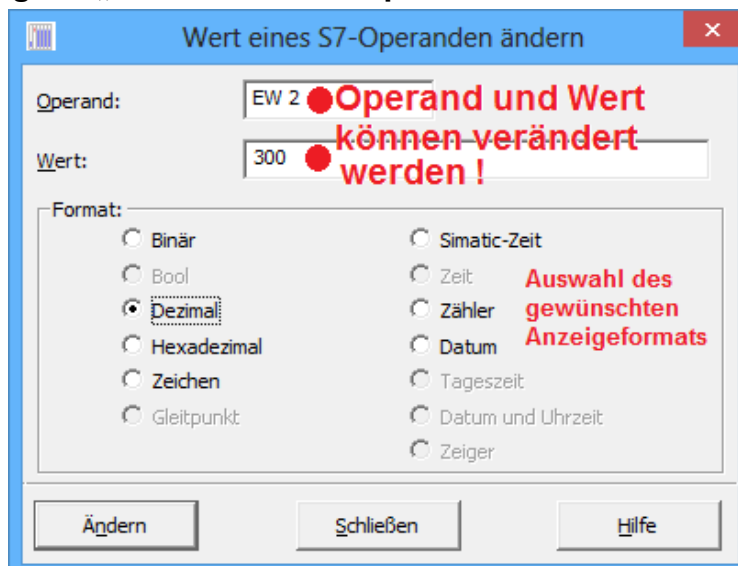 Wert eines S7-Operanden ändern
Operand:
EW 2
Operand und Wert
können verändert
werden !
Wert:
300
Format:
Binär
Simatic-Zeit
Bool
Zeit
Auswahl des
Dezimal
Zähler
gewünschten
Hexadezimal
Datum
Anzeigeformats
Zeichen
Tageszeit
Gleitpunkt
Datum und Uhrzeit
Zeiger
Ändern
Schließen
Hilfe